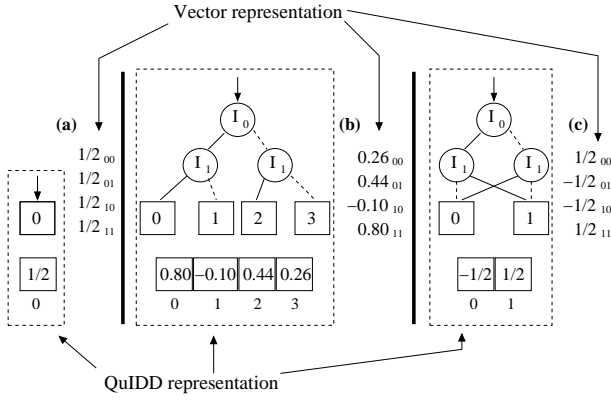 Vector representation
(a)
1/2 00
1/2 01
1/2 10
1/2 11
0
1/2
0
I 0
I 1
I 1
0 1 2 3
0.80 −0.10 0.44 0.26
0 1 2 3
(b)
0.26 00
0.44 01
−0.10 10
0.80 11
I 0
I 1
I 1
0 1
−1/2 1/2
0 1
(c)
1/2 00
−1/2 01
−1/2 10
1/2 11
QuIDD representation